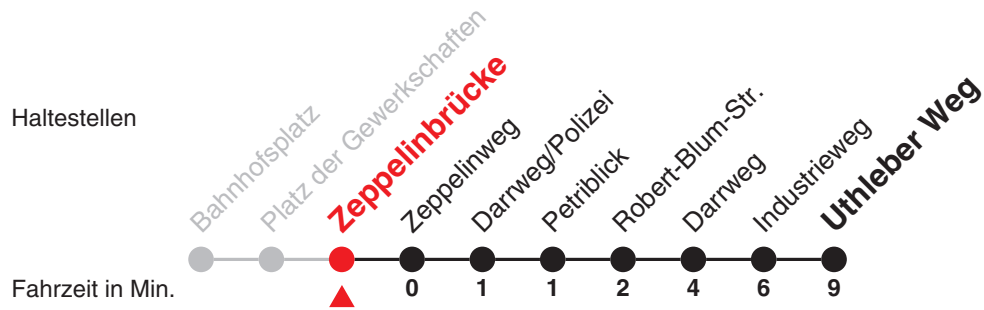 Haltestellen
Bahnhofsplatz
Platz der Gewerkschaften
Zeppelinbrücke
Zeppelinweg
Darrweg/Polizei
Petriblick
Robert-Blum-Str.
Darrweg
Industrieweg
Uthleber Weg
Fahrzeit in Min.
0 1 1 2 4 6 9